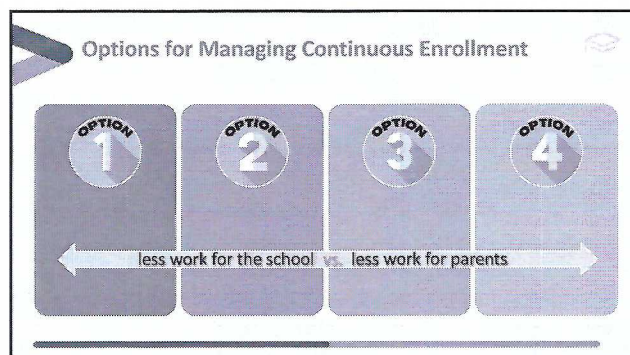 Options for Managing Continuous Enrollment
OPTION
1
OPTION
2
OPTION
3
OPTION
4
less work for the school vs. less work for parents